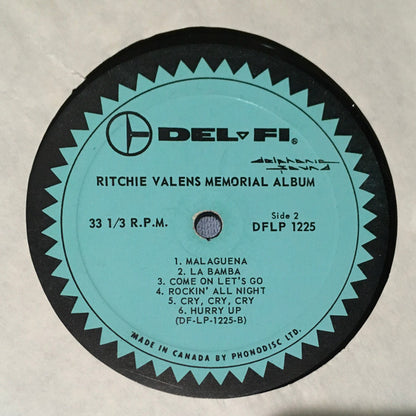 DEL-FI®
delphonic
sound
RITCHIE VALENS MEMORIAL ALBUM
33 1/3 R.P.M.
Side 2
DFLP 1225
1. MALAGUENA
2. LA BAMBA
3. COME ON LET'S GO
4. ROCKIN' ALL NIGHT
5. CRY, CRY, CRY
6. HURRY UP
(DF-LP-1225-B)
MADE IN CANADA BY PHONODISC LTD.